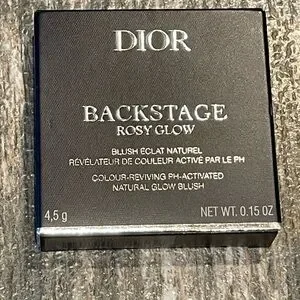 DIOR
BACKSTAGE
ROSY GLOW
BLUSH ÉCLAT NATUREL
RÉVÉLATEUR DE COULEUR ACTIVÉ PAR LE PH
COLOUR-REVIVING PH-ACTIVATED
NATURAL GLOW BLUSH
4,5 g NET WT. 0.15 OZ